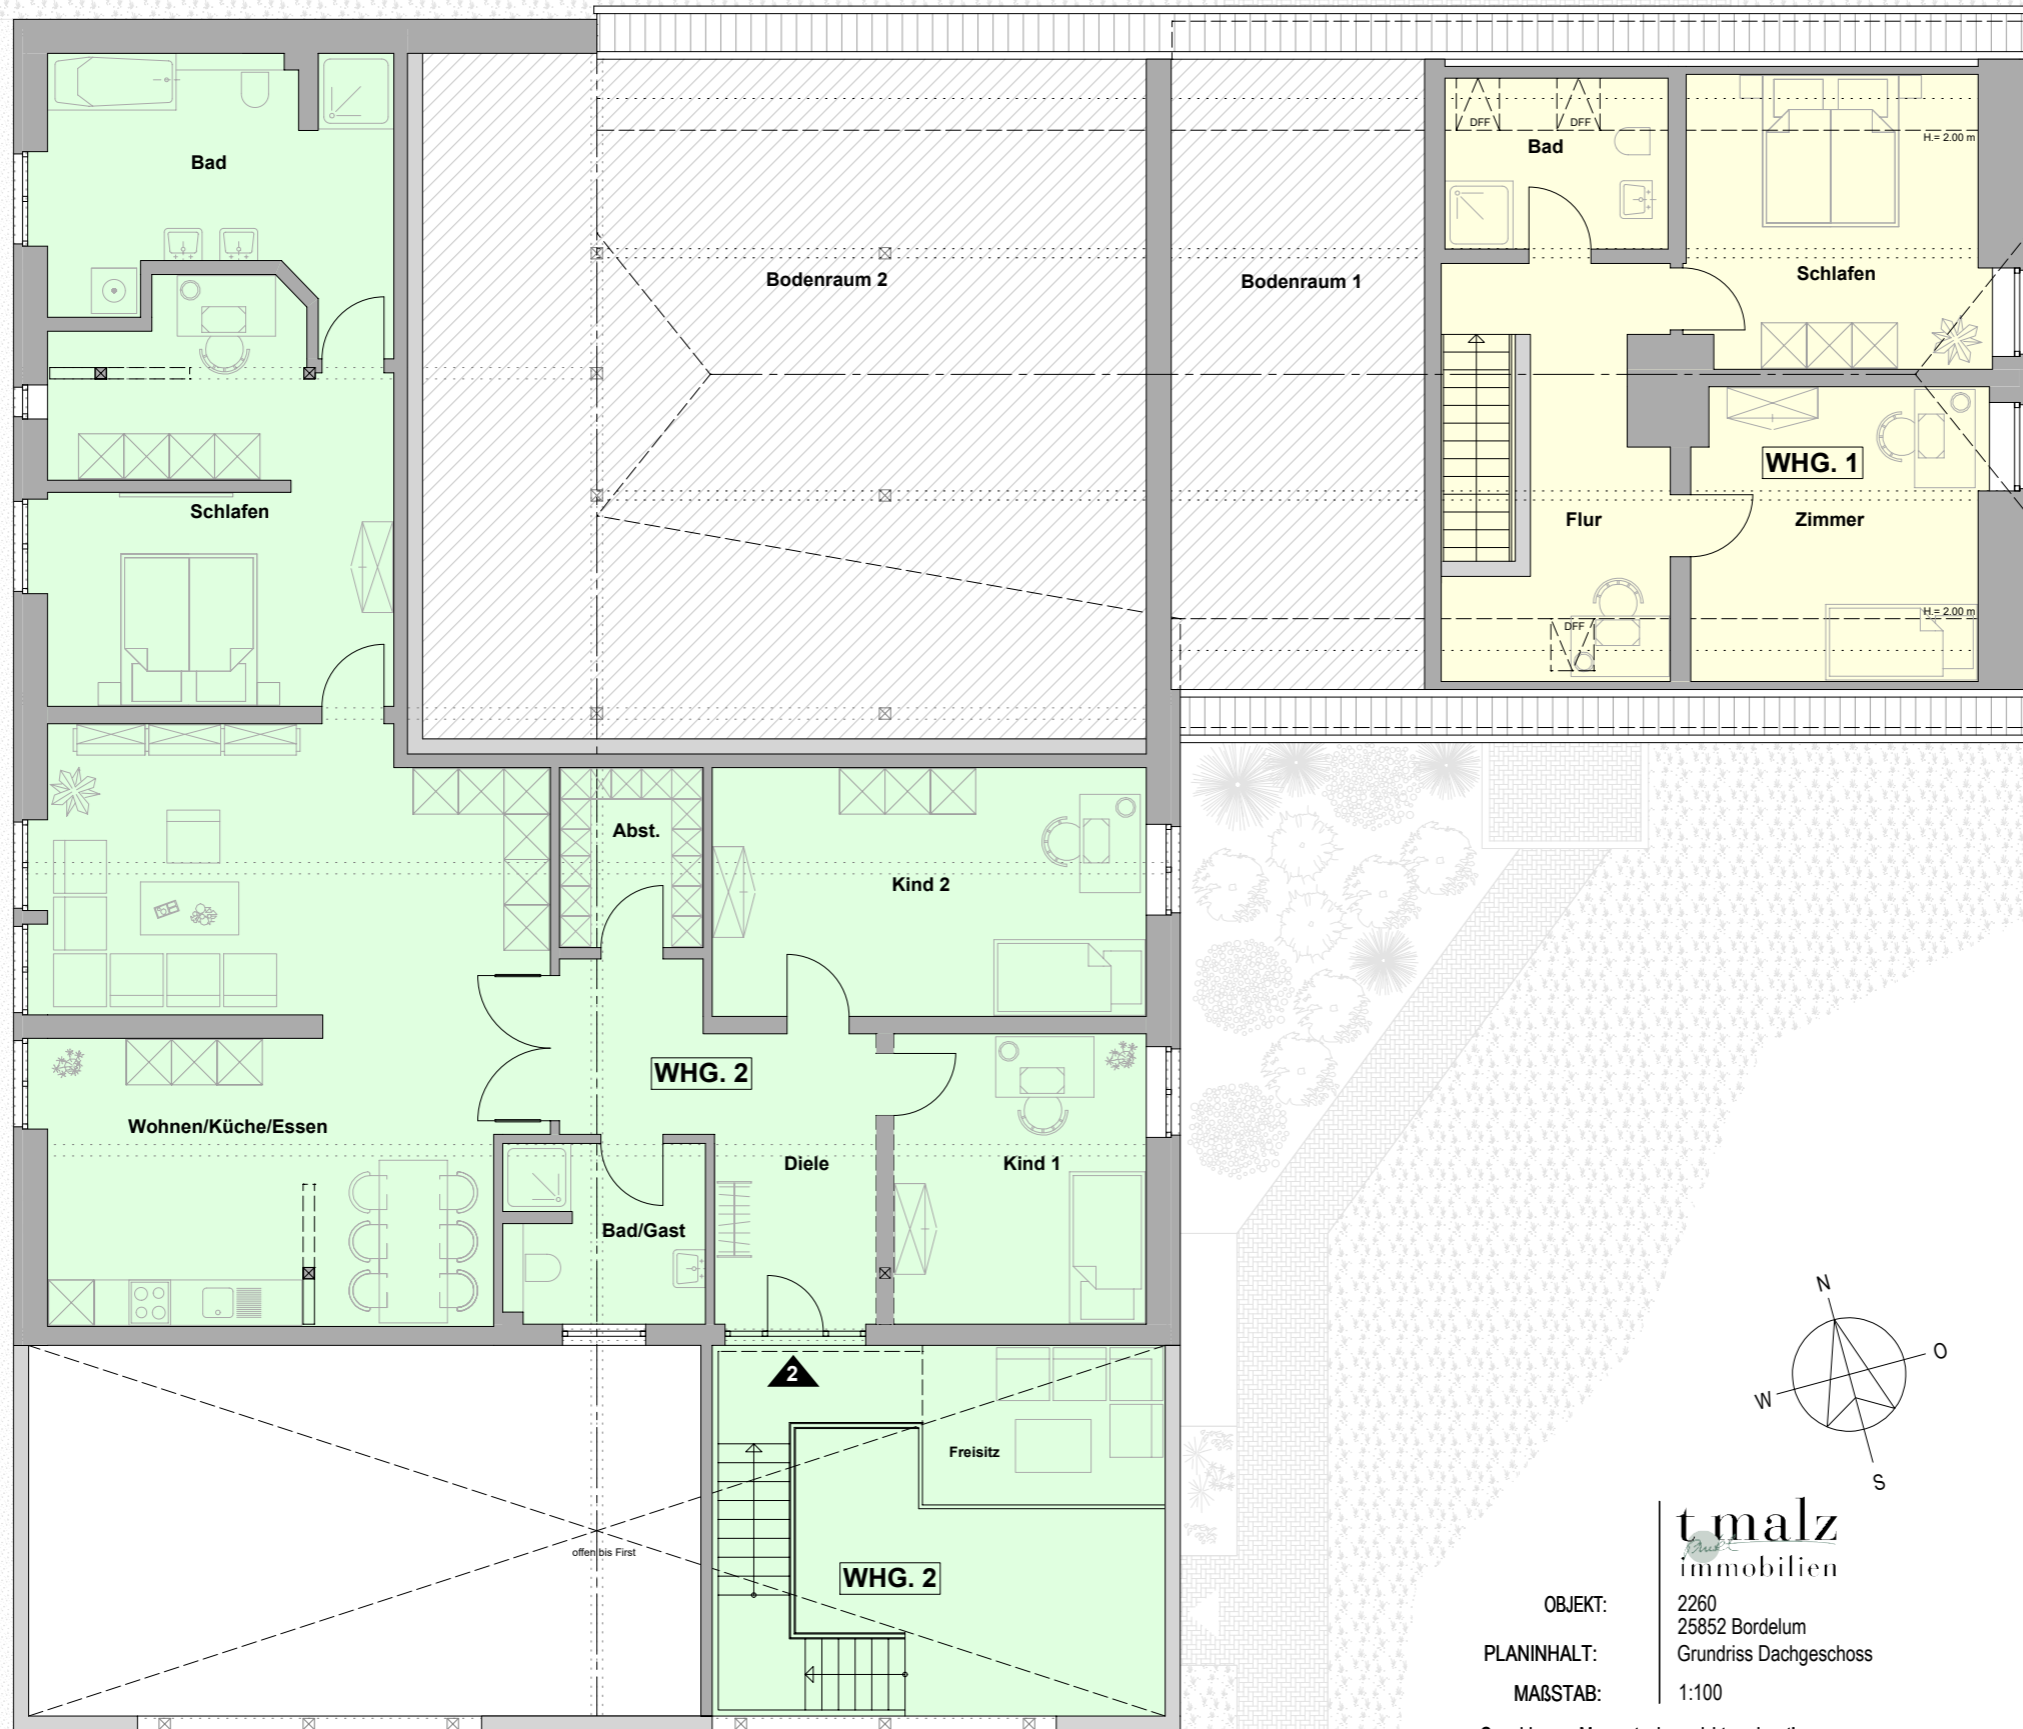 Bad
DFF
DFF
Bad
H.= 2.00 m
Bodenraum 2
Bodenraum 1
Schlafen
WHG. 1
Schlafen
Flur
Zimmer
H.= 2.00 m
DFF
Abst.
Kind 2
WHG. 2
Wohnen/Küche/Essen
Diele
Kind 1
Bad/Gast
N
O
W
S
2
Freisitz
offen bis First
WHG. 2
t malz
immobilien
OBJEKT: 2260
25852 Bordelum
PLANINHALT: Grundriss Dachgeschoss
MAßSTAB: 1:100